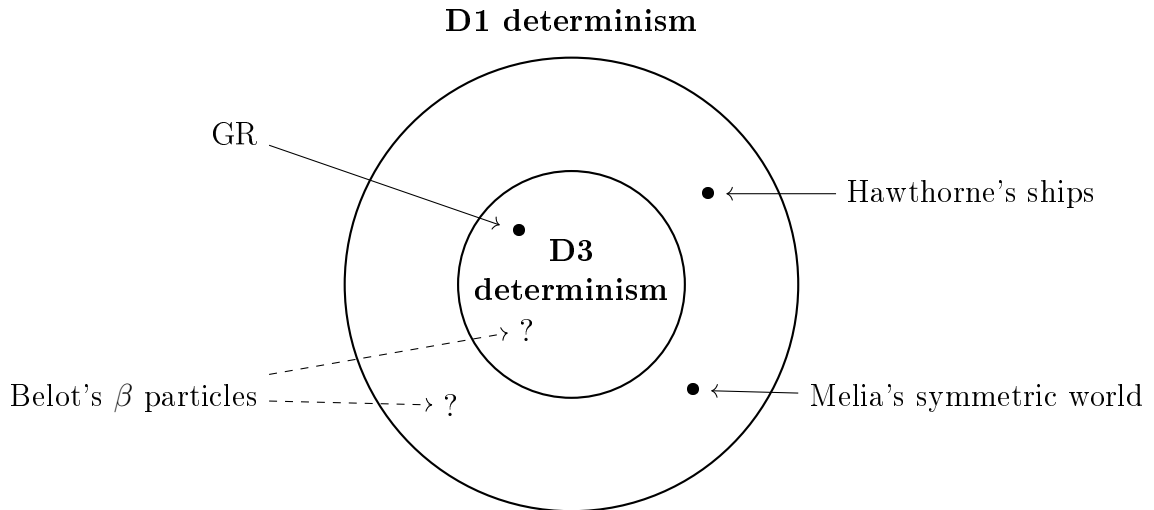 D1 determinism
GR
Hawthorne's ships
D3
determinism
?
Belot's β particles
?
Melia's symmetric world